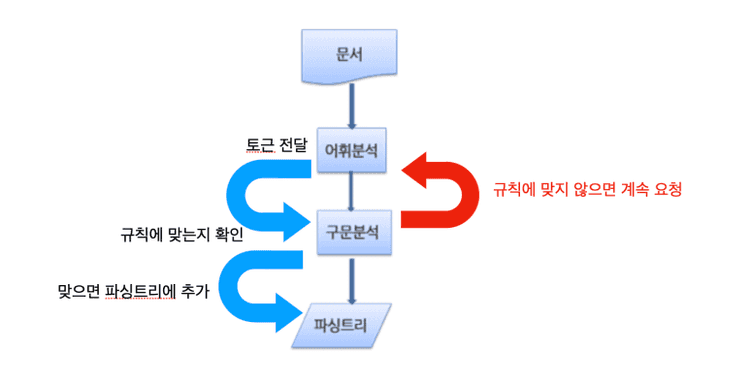 문서
토근 전달
어휘분석
규칙에 맞지 않으면 계속 요청
규칙에 맞는지 확인
구문분석
맞으면 파싱트리에 추가
파싱트리